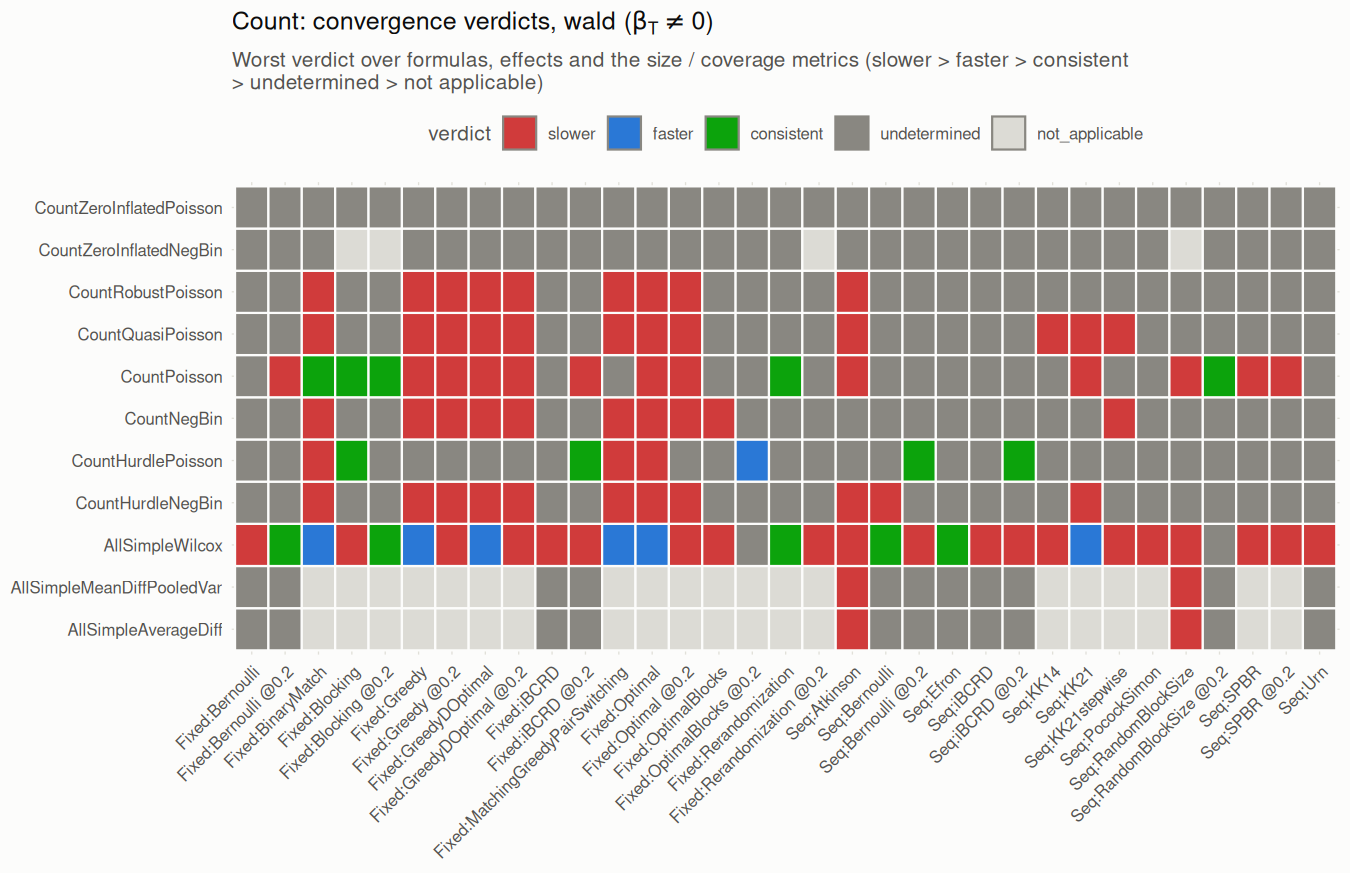 Count: convergence verdicts, wald (βT ≠ 0)
Worst verdict over formulas, effects and the size / coverage metrics (slower > faster > consistent
> undetermined > not applicable)
verdict slower faster consistent undetermined not_applicable
CountZeroInflatedPoisson
CountZeroInflatedNegBin
CountRobustPoisson
CountQuasiPoisson
CountPoisson
CountNegBin
CountHurdlePoisson
CountHurdleNegBin
AllSimpleWilcox
AllSimpleMeanDiffPooledVar
AllSimpleAverageDiff
Fixed:Bernoulli
Fixed:Bernoulli @0.2
Fixed:BinaryMatch
Fixed:Blocking
Fixed:Blocking @0.2
Fixed:Greedy
Fixed:Greedy @0.2
Fixed:GreedyDOptimal
Fixed:GreedyDOptimal @0.2
Fixed:iBCRD
Fixed:iBCRD @0.2
Fixed:MatchingGreedyPairSwitching
Fixed:Optimal
Fixed:Optimal @0.2
Fixed:OptimalBlocks
Fixed:OptimalBlocks @0.2
Fixed:Rerandomization
Fixed:Rerandomization @0.2
Seq:Atkinson
Seq:Bernoulli
Seq:Bernoulli @0.2
Seq:Efron
Seq:iBCRD
Seq:iBCRD @0.2
Seq:KK14
Seq:KK21
Seq:KK21stepwise
Seq:PocockSimon
Seq:RandomBlockSize
Seq:RandomBlockSize @0.2
Seq:SPBR
Seq:SPBR @0.2
Seq:Urn